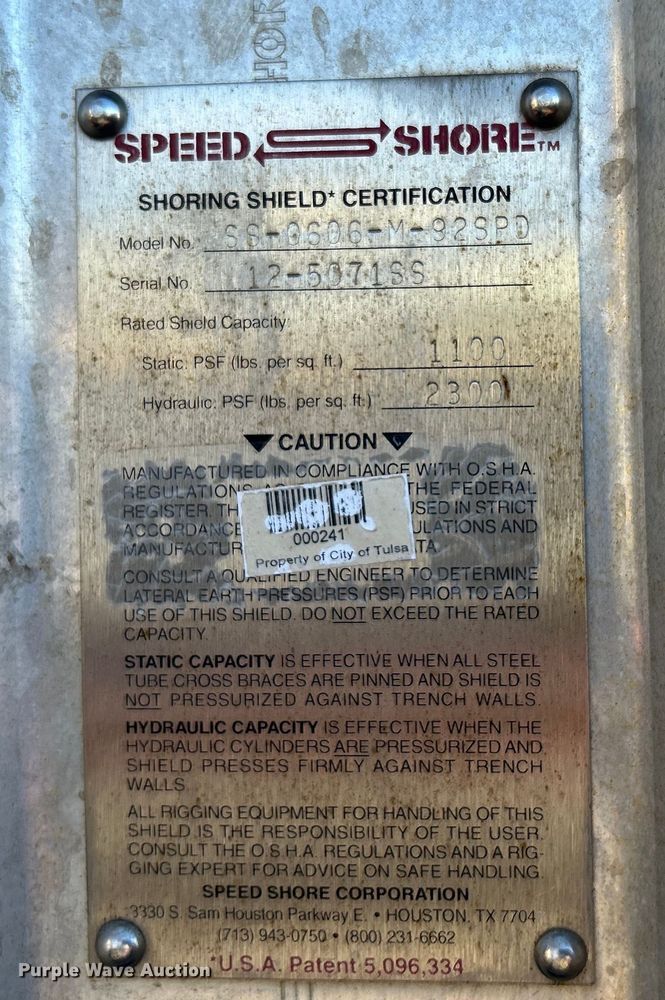 SPEED SHORE™
SHORING SHIELD* CERTIFICATION
Model No. SS-0606-M-92SPD
Serial No. 12-5071SS
Rated Shield Capacity
Static: PSF (lbs. per sq. ft.) 1100
Hydraulic: PSF (lbs. per sq. ft.) 2300
CAUTION
MANUFACTURED IN COMPLIANCE WITH O.S.H.A.
REGULATIONS THE FEDERAL
REGISTER. USED IN STRICT
ACCORDANCE AND
000241
Property of City of Tulsa
CONSULT A QUALIFIED ENGINEER TO DETERMINE
LATERAL EARTH PRESSURES (PSF) PRIOR TO EACH
USE OF THIS SHIELD. DO NOT EXCEED THE RATED
CAPACITY.
STATIC CAPACITY IS EFFECTIVE WHEN ALL STEEL
TUBE CROSS BRACES ARE PINNED AND SHIELD IS
NOT PRESSURIZED AGAINST TRENCH WALLS.
HYDRAULIC CAPACITY IS EFFECTIVE WHEN THE
HYDRAULIC CYLINDERS ARE PRESSURIZED AND
SHIELD PRESSES FIRMLY AGAINST TRENCH
WALLS
ALL RIGGING EQUIPMENT FOR HANDLING OF THIS
SHIELD IS THE RESPONSIBILITY OF THE USER.
CONSULT THE O.S.H.A. REGULATIONS AND A RIG-
GING EXPERT FOR ADVICE ON SAFE HANDLING.
SPEED SHORE CORPORATION
3330 S. Sam Houston Parkway E. • HOUSTON, TX 7704
(713) 943-0750 • (800) 231-6662
*U.S.A. Patent 5,096,334
Purple Wave Auction